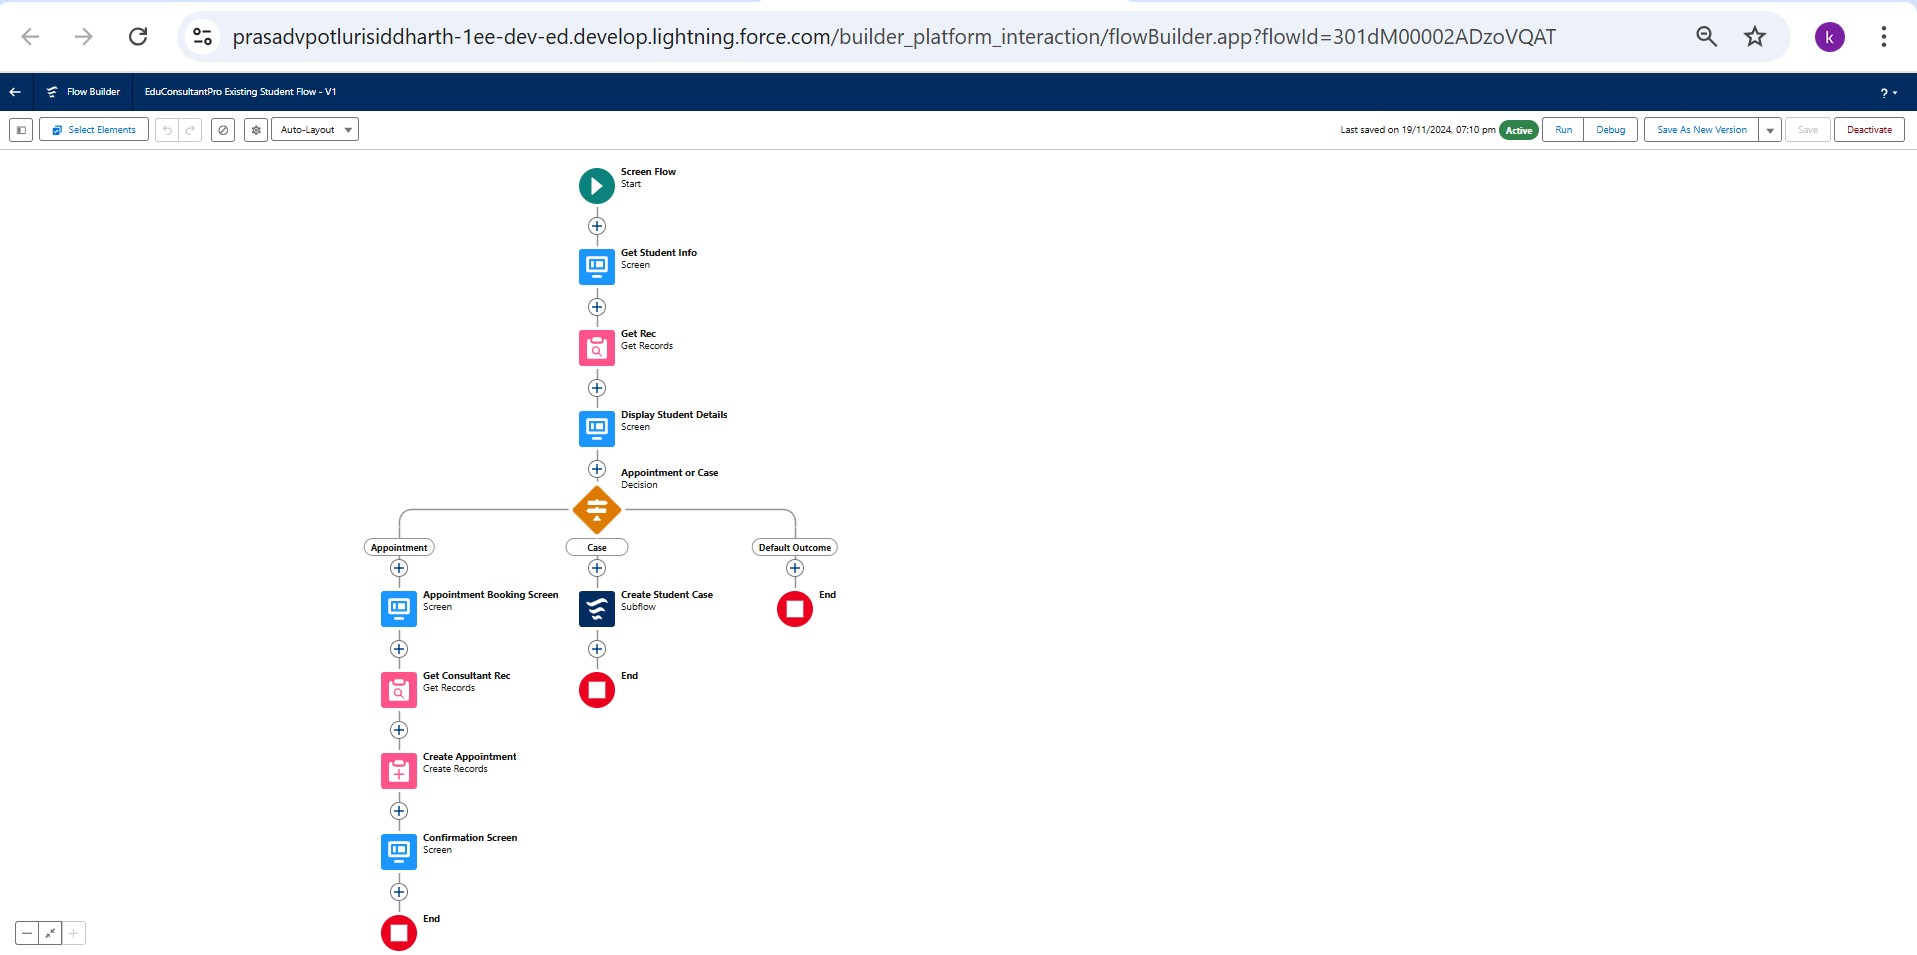 prasadvpotlurisiddharth-1ee-dev-ed.develop.lightning.force.com/builder_platform_interaction/flowBuilder.app?flowId=301dM00002ADzoVQAT
k
Flow Builder
EduConsultantPro Existing Student Flow - V1
?
Select Elements
Auto-Layout
Last saved on 19/11/2024, 07:10 pm
Active
Run
Debug
Save As New Version
Save
Deactivate
Screen Flow
Start
Get Student Info
Screen
Get Rec
Get Records
Display Student Details
Screen
Appointment or Case
Decision
Appointment
Case
Default Outcome
Appointment Booking Screen
Screen
Create Student Case
Subflow
End
Get Consultant Rec
Get Records
End
Create Appointment
Create Records
Confirmation Screen
Screen
End